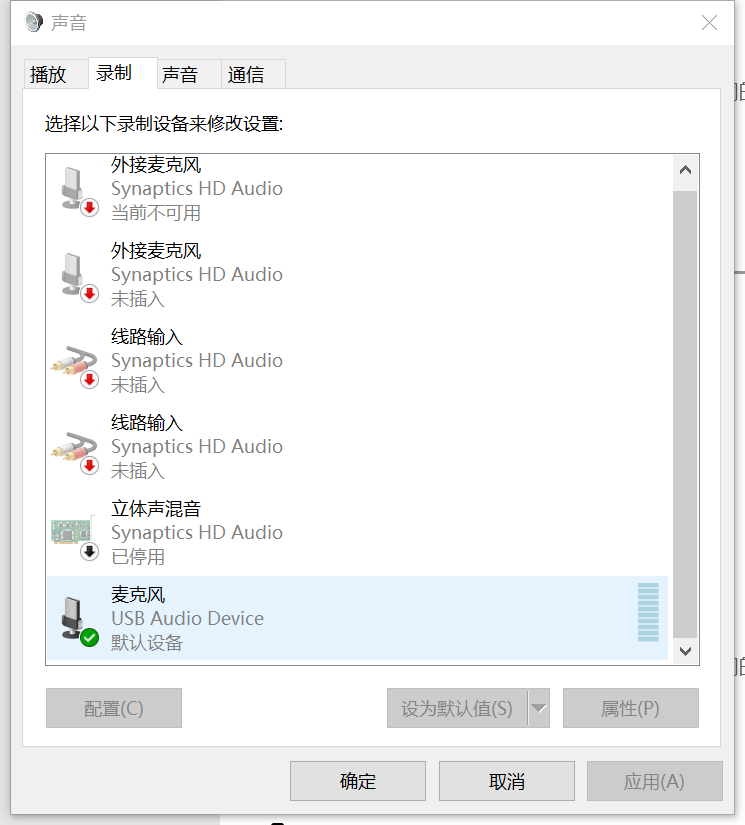 声音
播放 录制 声音 通信
选择以下录制设备来修改设置:
外接麦克风
Synaptics HD Audio
当前不可用
外接麦克风
Synaptics HD Audio
未插入
线路输入
Synaptics HD Audio
未插入
线路输入
Synaptics HD Audio
未插入
立体声混音
Synaptics HD Audio
已停用
麦克风
USB Audio Device
默认设备
配置(C) 设为默认值(S) 属性(P)
确定 取消 应用(A)